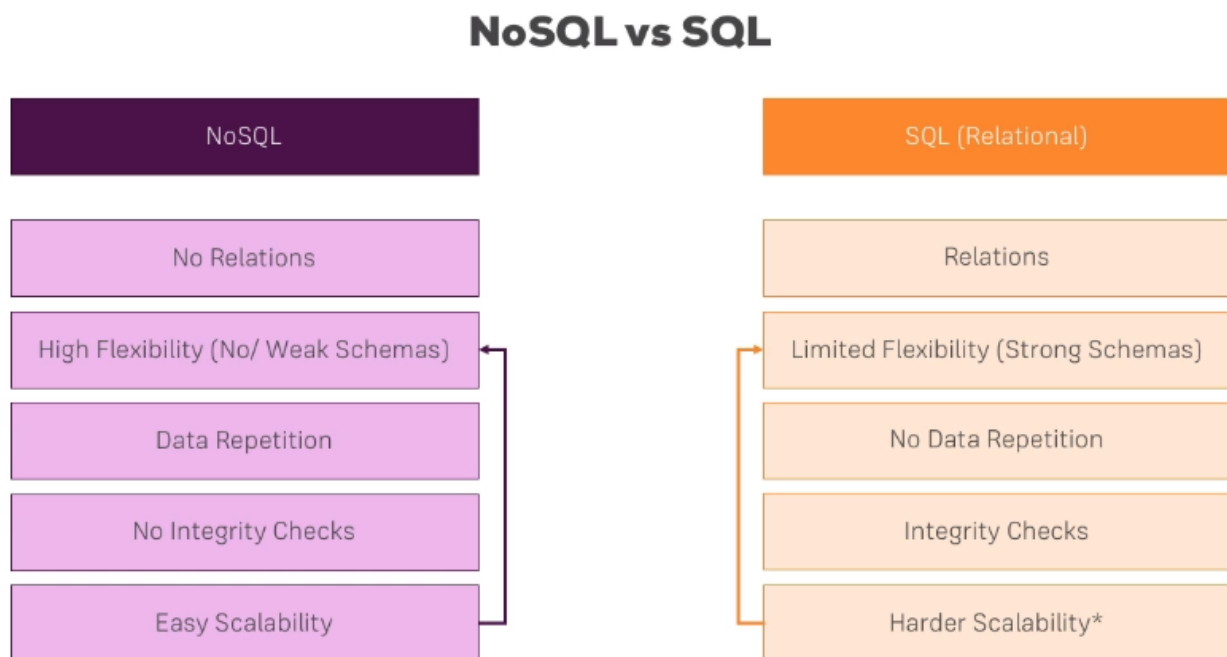 NoSQL vs SQL
NoSQL
SQL (Relational)
No Relations
Relations
High Flexibility (No/ Weak Schemas)
Limited Flexibility (Strong Schemas)
Data Repetition
No Data Repetition
No Integrity Checks
Integrity Checks
Easy Scalability
Harder Scalability*